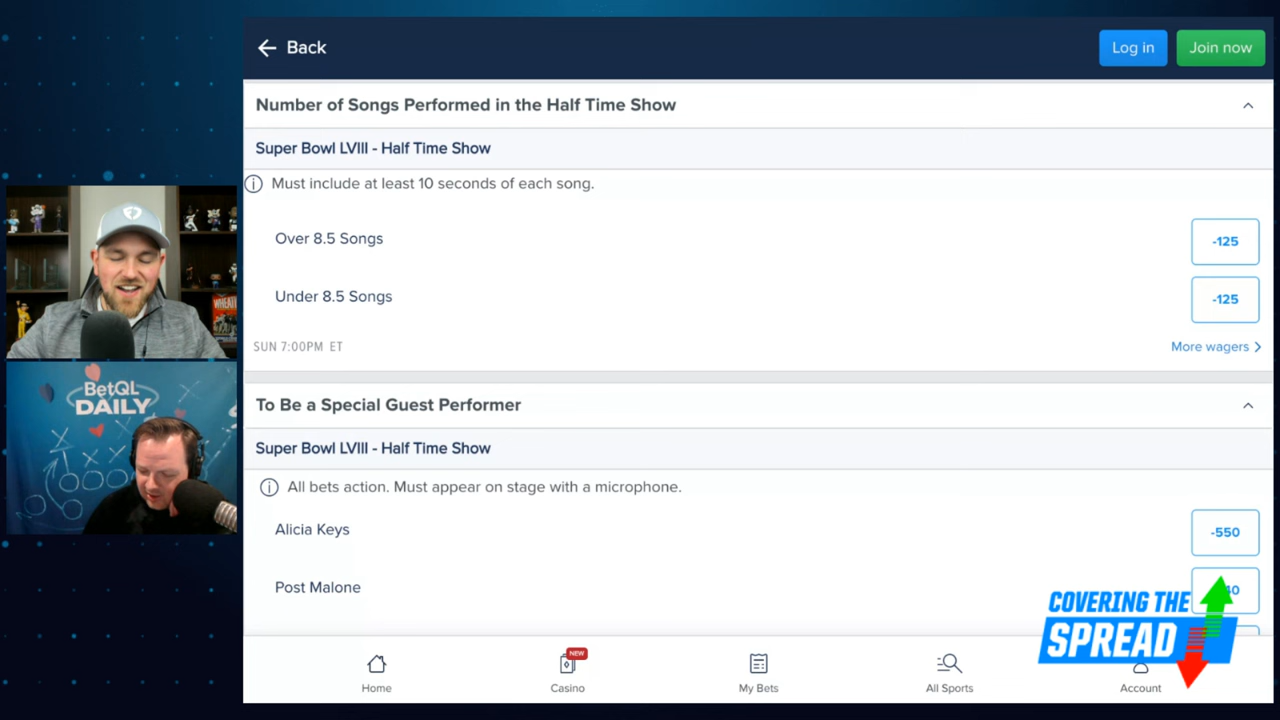 Back
Log in
Join now
Number of Songs Performed in the Half Time Show
Super Bowl LVIII - Half Time Show
Must include at least 10 seconds of each song.
Over 8.5 Songs
-125
Under 8.5 Songs
-125
SUN 7:00PM ET
More wagers
To Be a Special Guest Performer
Super Bowl LVIII - Half Time Show
All bets action. Must appear on stage with a microphone.
Alicia Keys
-550
Post Malone
COVERING THE
SPREAD
NEW
Home
Casino
My Bets
All Sports
Account
BetQL
DAILY
WHEATIES